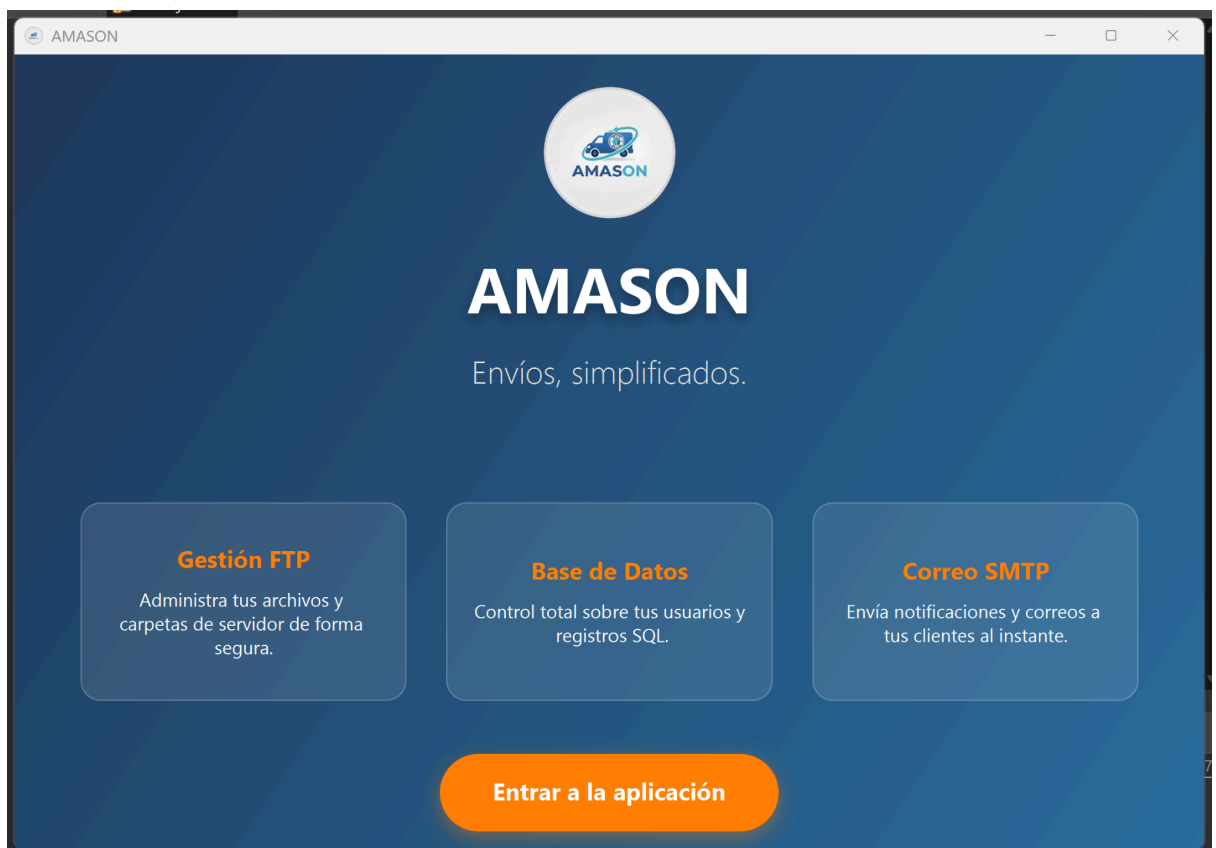 AMASON
AMASON
AMASON
Envíos, simplificados.
Gestión FTP
Administra tus archivos y
carpetas de servidor de forma
segura.
Base de Datos
Control total sobre tus usuarios y
registros SQL.
Correo SMTP
Envía notificaciones y correos a
tus clientes al instante.
Entrar a la aplicación